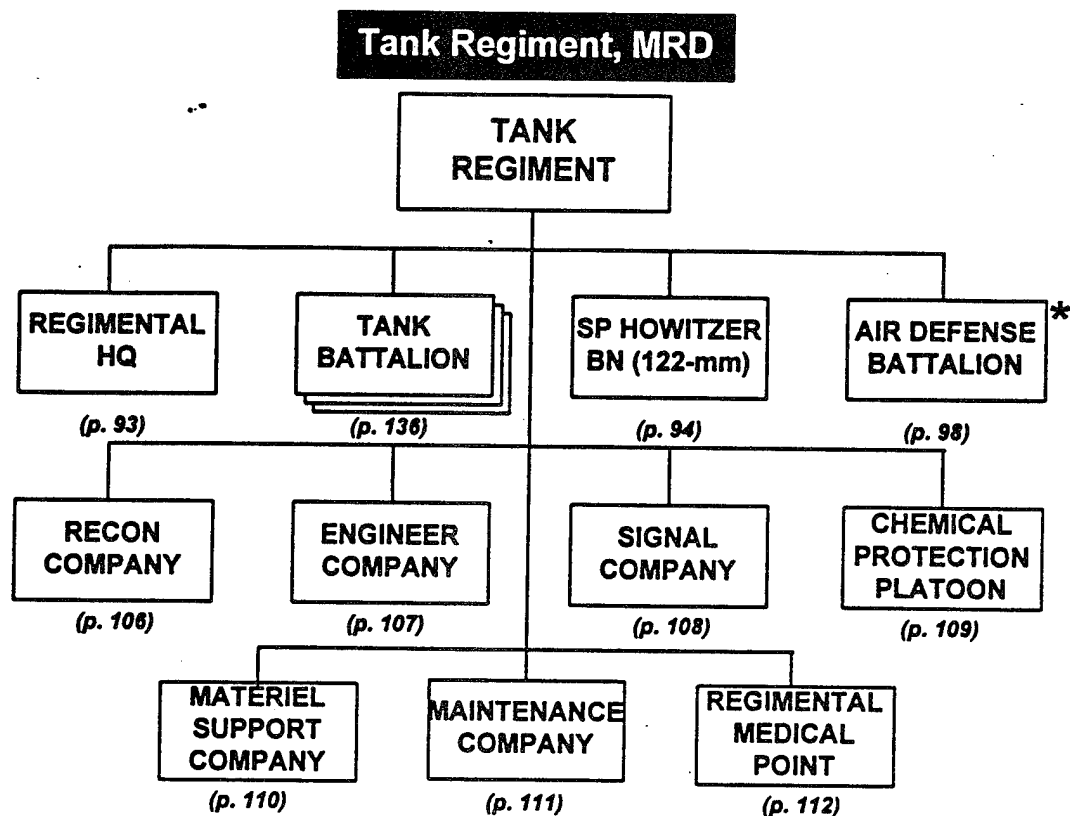 Tank Regiment, MRD
TANK
REGIMENT
REGIMENTAL
HQ
(p. 93)
TANK
BATTALION
(p. 136)
SP HOWITZER
BN (122-mm)
(p. 94)
AIR DEFENSE
BATTALION
*
(p. 98)
RECON
COMPANY
(p. 106)
ENGINEER
COMPANY
(p. 107)
SIGNAL
COMPANY
(p. 108)
CHEMICAL
PROTECTION
PLATOON
(p. 109)
MATERIEL
SUPPORT
COMPANY
(p. 110)
MAINTENANCE
COMPANY
(p. 111)
REGIMENTAL
MEDICAL
POINT
(p. 112)